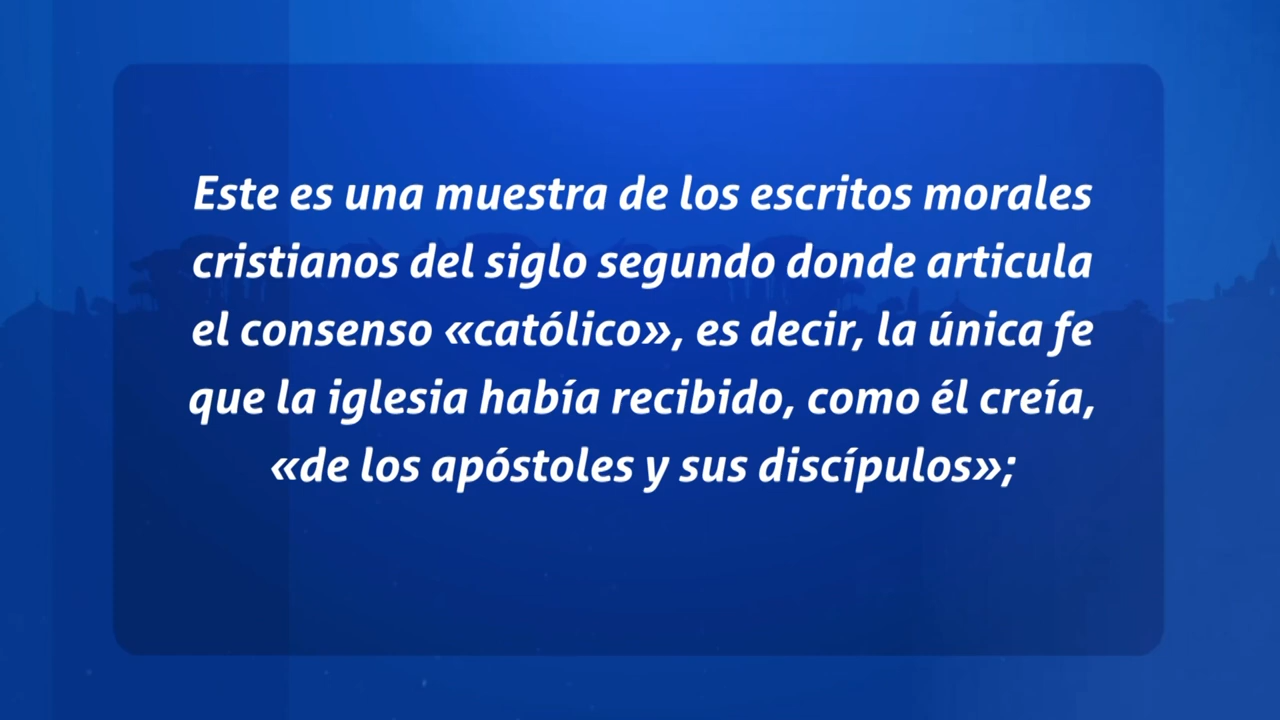 Este es una muestra de los escritos morales
cristianos del siglo segundo donde articula
el consenso «católico», es decir, la única fe
que la iglesia había recibido, como él creía,
«de los apóstoles y sus discípulos»;